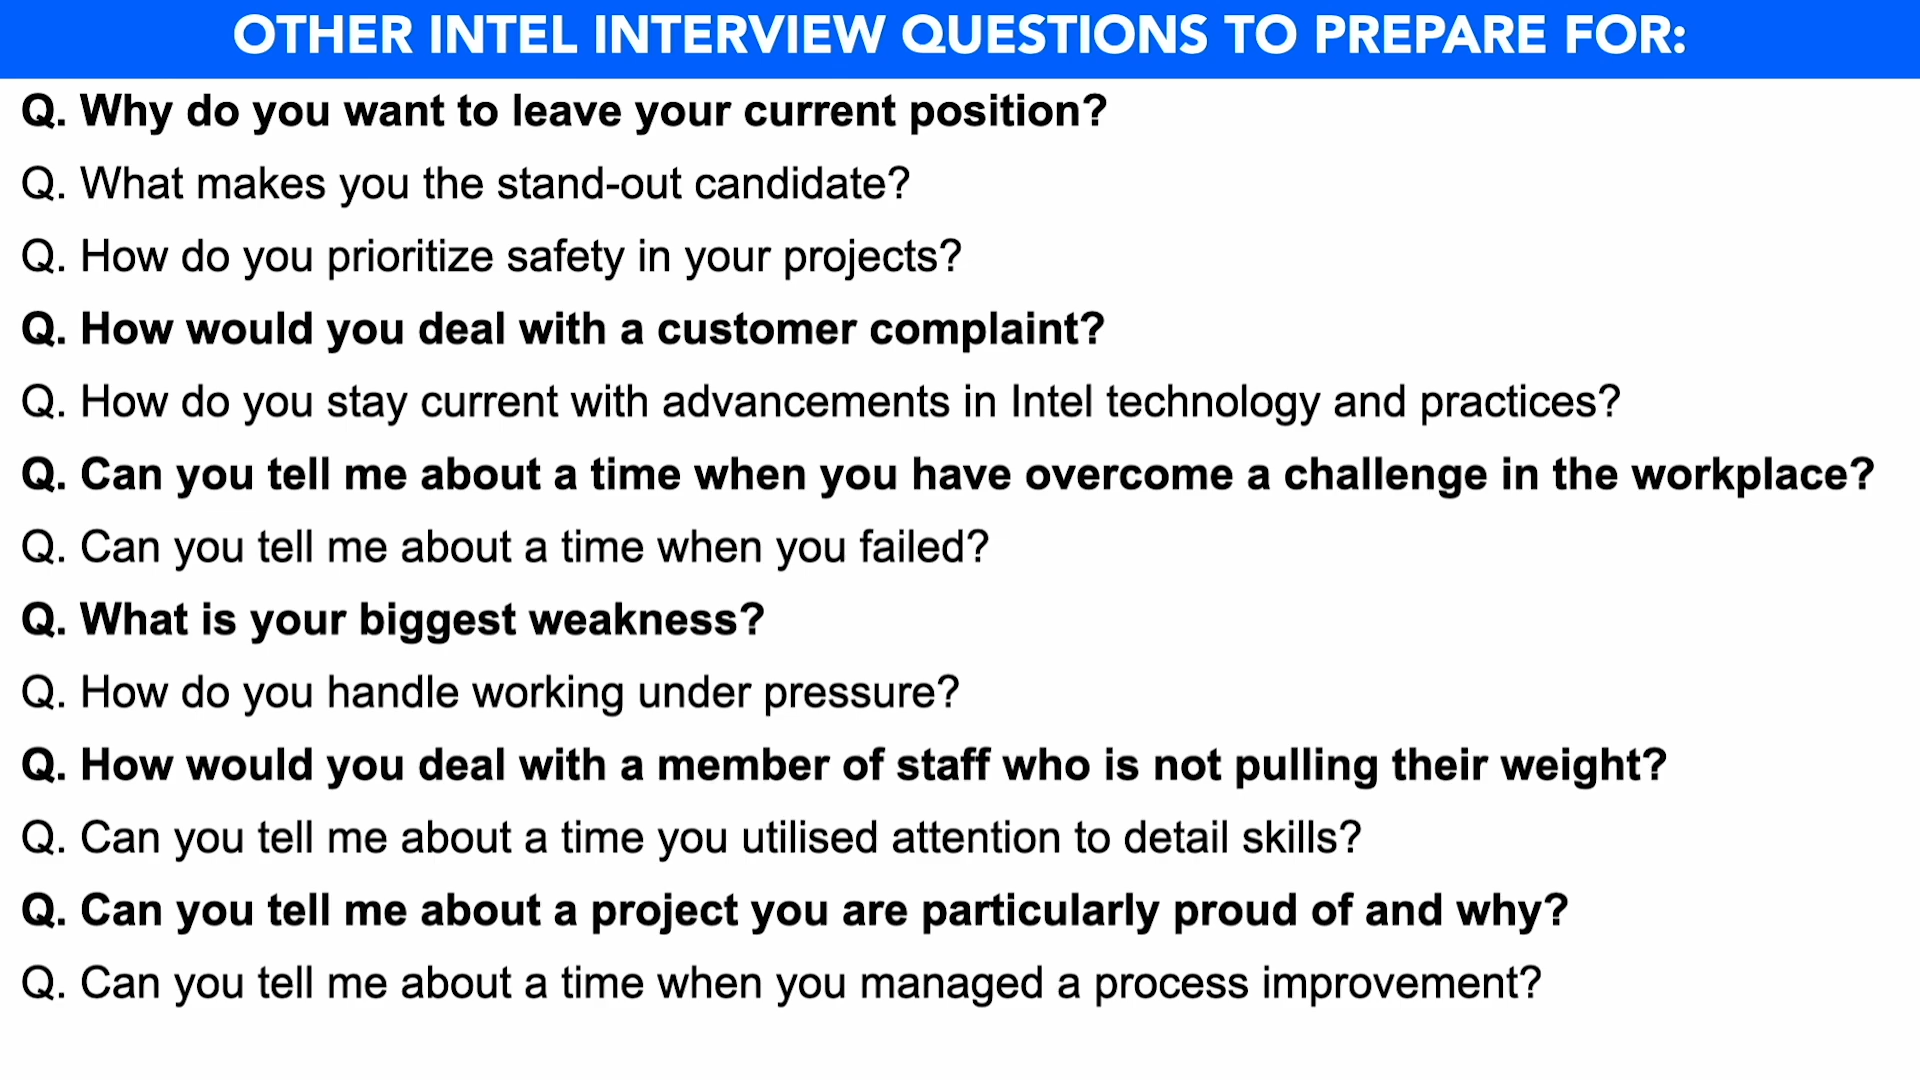 OTHER INTEL INTERVIEW QUESTIONS TO PREPARE FOR:
Q. Why do you want to leave your current position?
Q. What makes you the stand-out candidate?
Q. How do you prioritize safety in your projects?
Q. How would you deal with a customer complaint?
Q. How do you stay current with advancements in Intel technology and practices?
Q. Can you tell me about a time when you have overcome a challenge in the workplace?
Q. Can you tell me about a time when you failed?
Q. What is your biggest weakness?
Q. How do you handle working under pressure?
Q. How would you deal with a member of staff who is not pulling their weight?
Q. Can you tell me about a time you utilised attention to detail skills?
Q. Can you tell me about a project you are particularly proud of and why?
Q. Can you tell me about a time when you managed a process improvement?